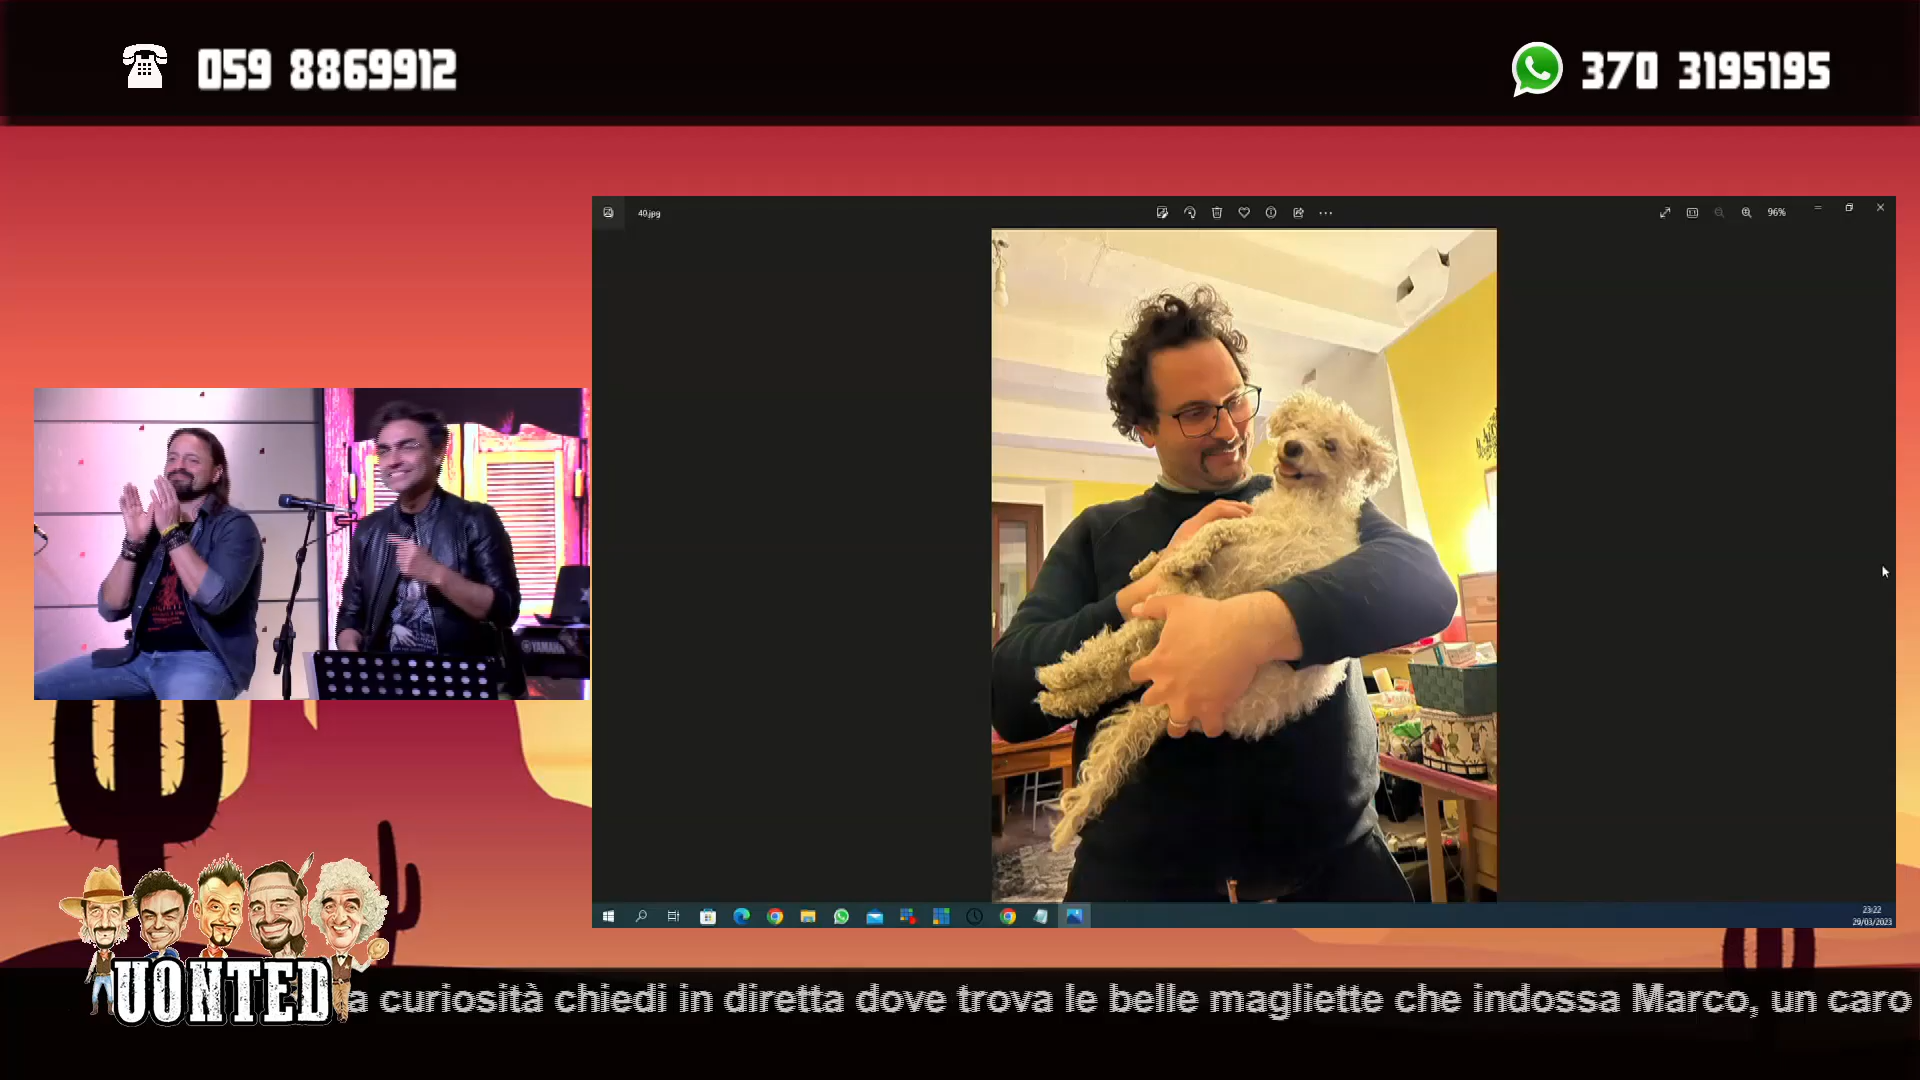 059 8869912
370 3195195
40.jpg
96%
YAMAHA
23:22
29/03/2023
UONTED
a curiosità chiedi in diretta dove trova le belle magliette che indossa Marco, un caro